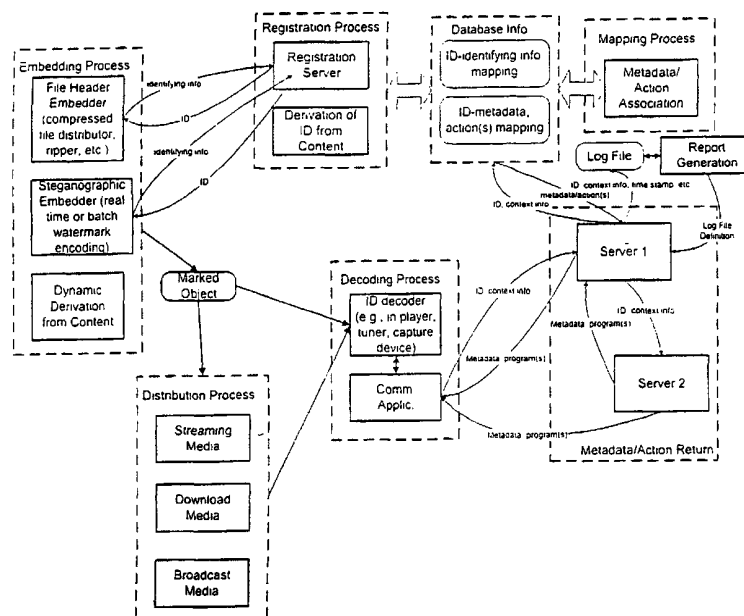 Registration Process
Database Info
Mapping Process
Embedding Process
Registration
Server
ID-identifying info
mapping
Metadata/
Action
Association
identifying info
File Header
Embedder
(compressed
file distributor,
ripper, etc.)
ID
Derivation of
ID from
Content
ID-metadata,
action(s) mapping
identifying info
Log File
Report
Generation
Steganographic
Embedder (real
time or batch
watermark
encoding)
ID
ID, context info, time stamp, etc
metadata/action(s)
ID, context info
Log File
Definition
Server 1
Marked
Object
Decoding Process
Dynamic
Derivation
from Content
ID decoder
(e.g., in player,
tuner, capture
device)
ID, context info
ID, context info
Metadata, program(s)
Metadata, program(s)
Distribution Process
Comm
Applic.
Server 2
Streaming
Media
Metadata, program(s)
Metadata/Action Return
Download
Media
Broadcast
Media